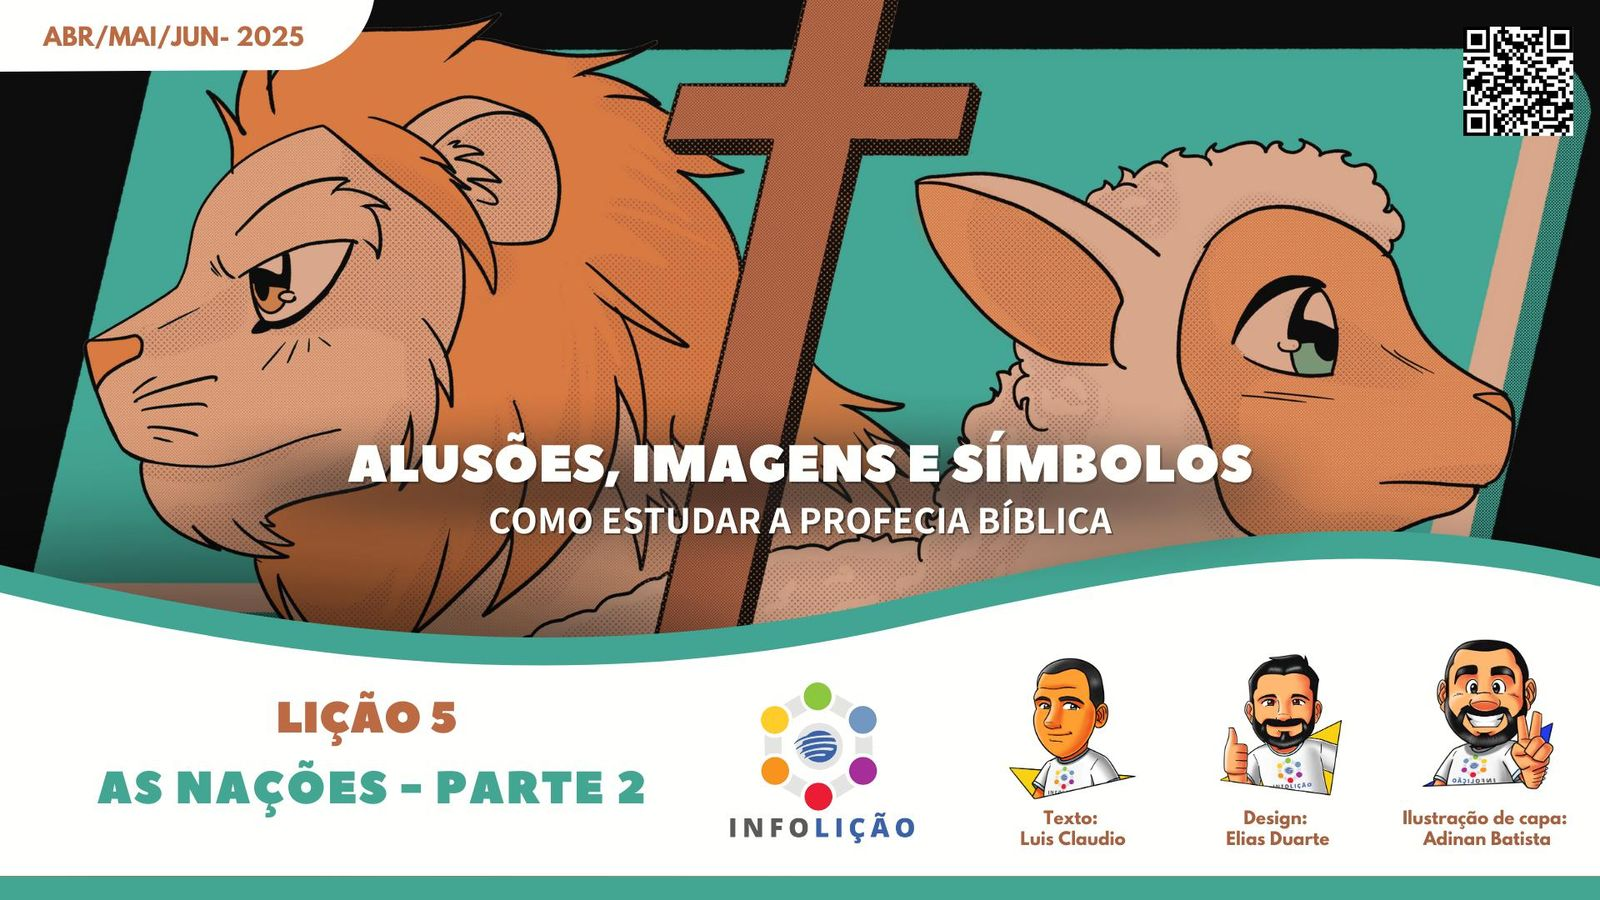 ABR/MAI/JUN- 2025
ALUSÕES, IMAGENS E SÍMBOLOS
COMO ESTUDAR A PROFECIA BÍBLICA
LIÇÃO 5
AS NAÇÕES - PARTE 2
INFOLIÇÃO
Texto:
Luis Claudio
Design:
Elias Duarte
Ilustração de capa:
Adinan Batista